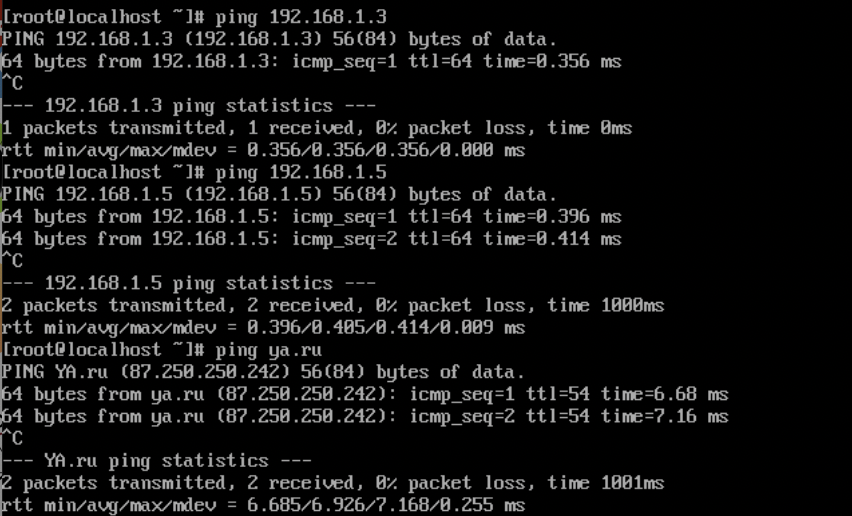 [root@localhost ~]# ping 192.168.1.3
PING 192.168.1.3 (192.168.1.3) 56(84) bytes of data.
64 bytes from 192.168.1.3: icmp_seq=1 ttl=64 time=0.356 ms
^C
--- 192.168.1.3 ping statistics ---
1 packets transmitted, 1 received, 0% packet loss, time 0ms
rtt min/avg/max/mdev = 0.356/0.356/0.356/0.000 ms
[root@localhost ~]# ping 192.168.1.5
PING 192.168.1.5 (192.168.1.5) 56(84) bytes of data.
64 bytes from 192.168.1.5: icmp_seq=1 ttl=64 time=0.396 ms
64 bytes from 192.168.1.5: icmp_seq=2 ttl=64 time=0.414 ms
^C
--- 192.168.1.5 ping statistics ---
2 packets transmitted, 2 received, 0% packet loss, time 1000ms
rtt min/avg/max/mdev = 0.396/0.405/0.414/0.009 ms
[root@localhost ~]# ping ya.ru
PING YA.ru (87.250.250.242) 56(84) bytes of data.
64 bytes from ya.ru (87.250.250.242): icmp_seq=1 ttl=54 time=6.68 ms
64 bytes from ya.ru (87.250.250.242): icmp_seq=2 ttl=54 time=7.16 ms
^C
--- YA.ru ping statistics ---
2 packets transmitted, 2 received, 0% packet loss, time 1001ms
rtt min/avg/max/mdev = 6.685/6.926/7.168/0.255 ms